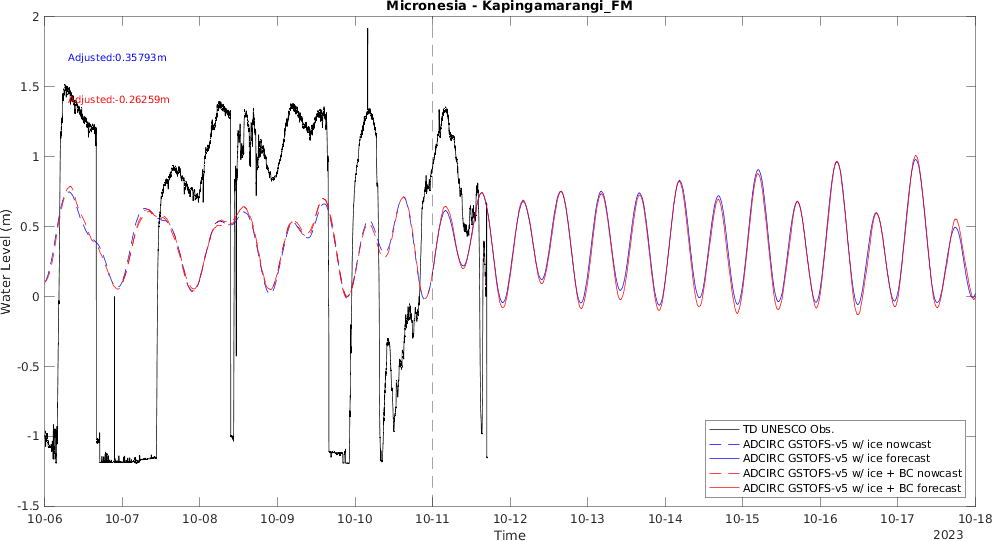 Micronesia - Kapingamarangi_FM
2
1.5
1
0.5
0
-0.5
-1
-1.5
Water Level (m)
Adjusted:0.35793m
Adjusted:-0.26259m
TD UNESCO Obs.
ADCIRC GSTOFS-v5 w/ ice nowcast
ADCIRC GSTOFS-v5 w/ ice forecast
ADCIRC GSTOFS-v5 w/ ice + BC nowcast
ADCIRC GSTOFS-v5 w/ ice + BC forecast
10-06 10-07 10-08 10-09 10-10 10-11 10-12 10-13 10-14 10-15 10-16 10-17 10-18
Time
2023